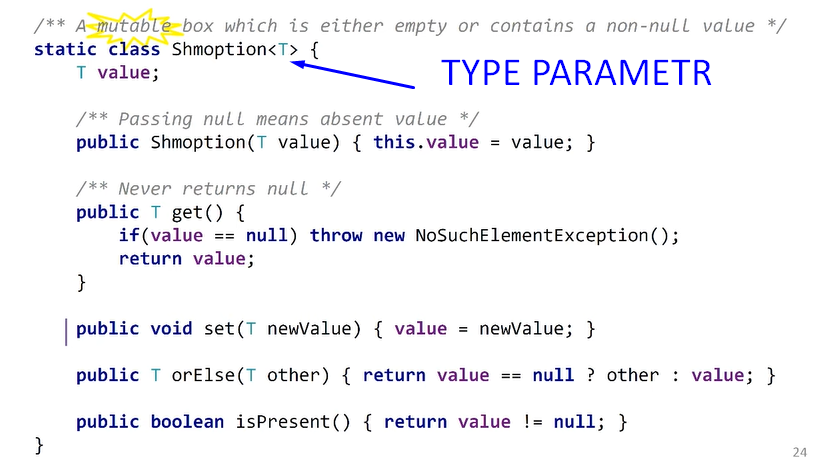 /** A mutable box which is either empty or contains a non-null value */
static class Shmoption<T> {
    T value;
TYPE PARAMETR
    /** Passing null means absent value */
    public Shmoption(T value) { this.value = value; }
    /** Never returns null */
    public T get() {
        if(value == null) throw new NoSuchElementException();
        return value;
    }
    public void set(T newValue) { value = newValue; }
    public T orElse(T other) { return value == null ? other : value; }
    public boolean isPresent() { return value != null; }
}
24